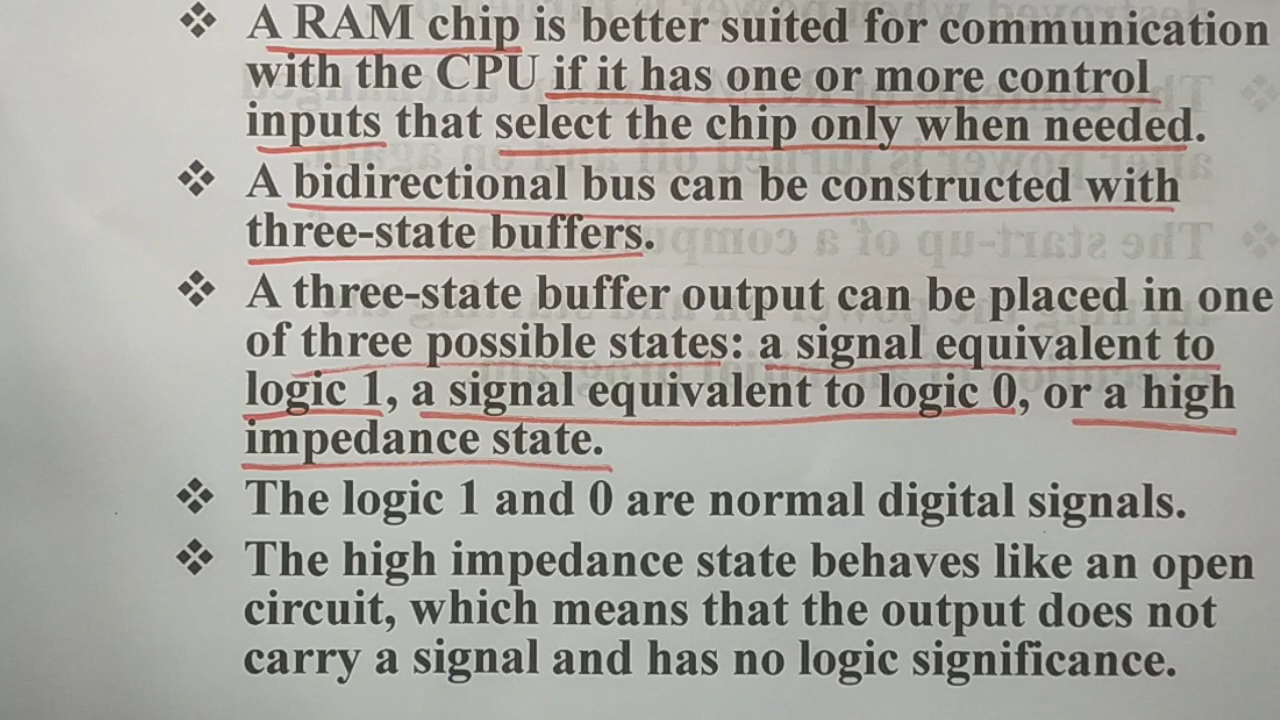 ❖ A RAM chip is better suited for communication
with the CPU if it has one or more control
inputs that select the chip only when needed.
❖ A bidirectional bus can be constructed with
three-state buffers.
❖ A three-state buffer output can be placed in one
of three possible states: a signal equivalent to
logic 1, a signal equivalent to logic 0, or a high
impedance state.
❖ The logic 1 and 0 are normal digital signals.
❖ The high impedance state behaves like an open
circuit, which means that the output does not
carry a signal and has no logic significance.